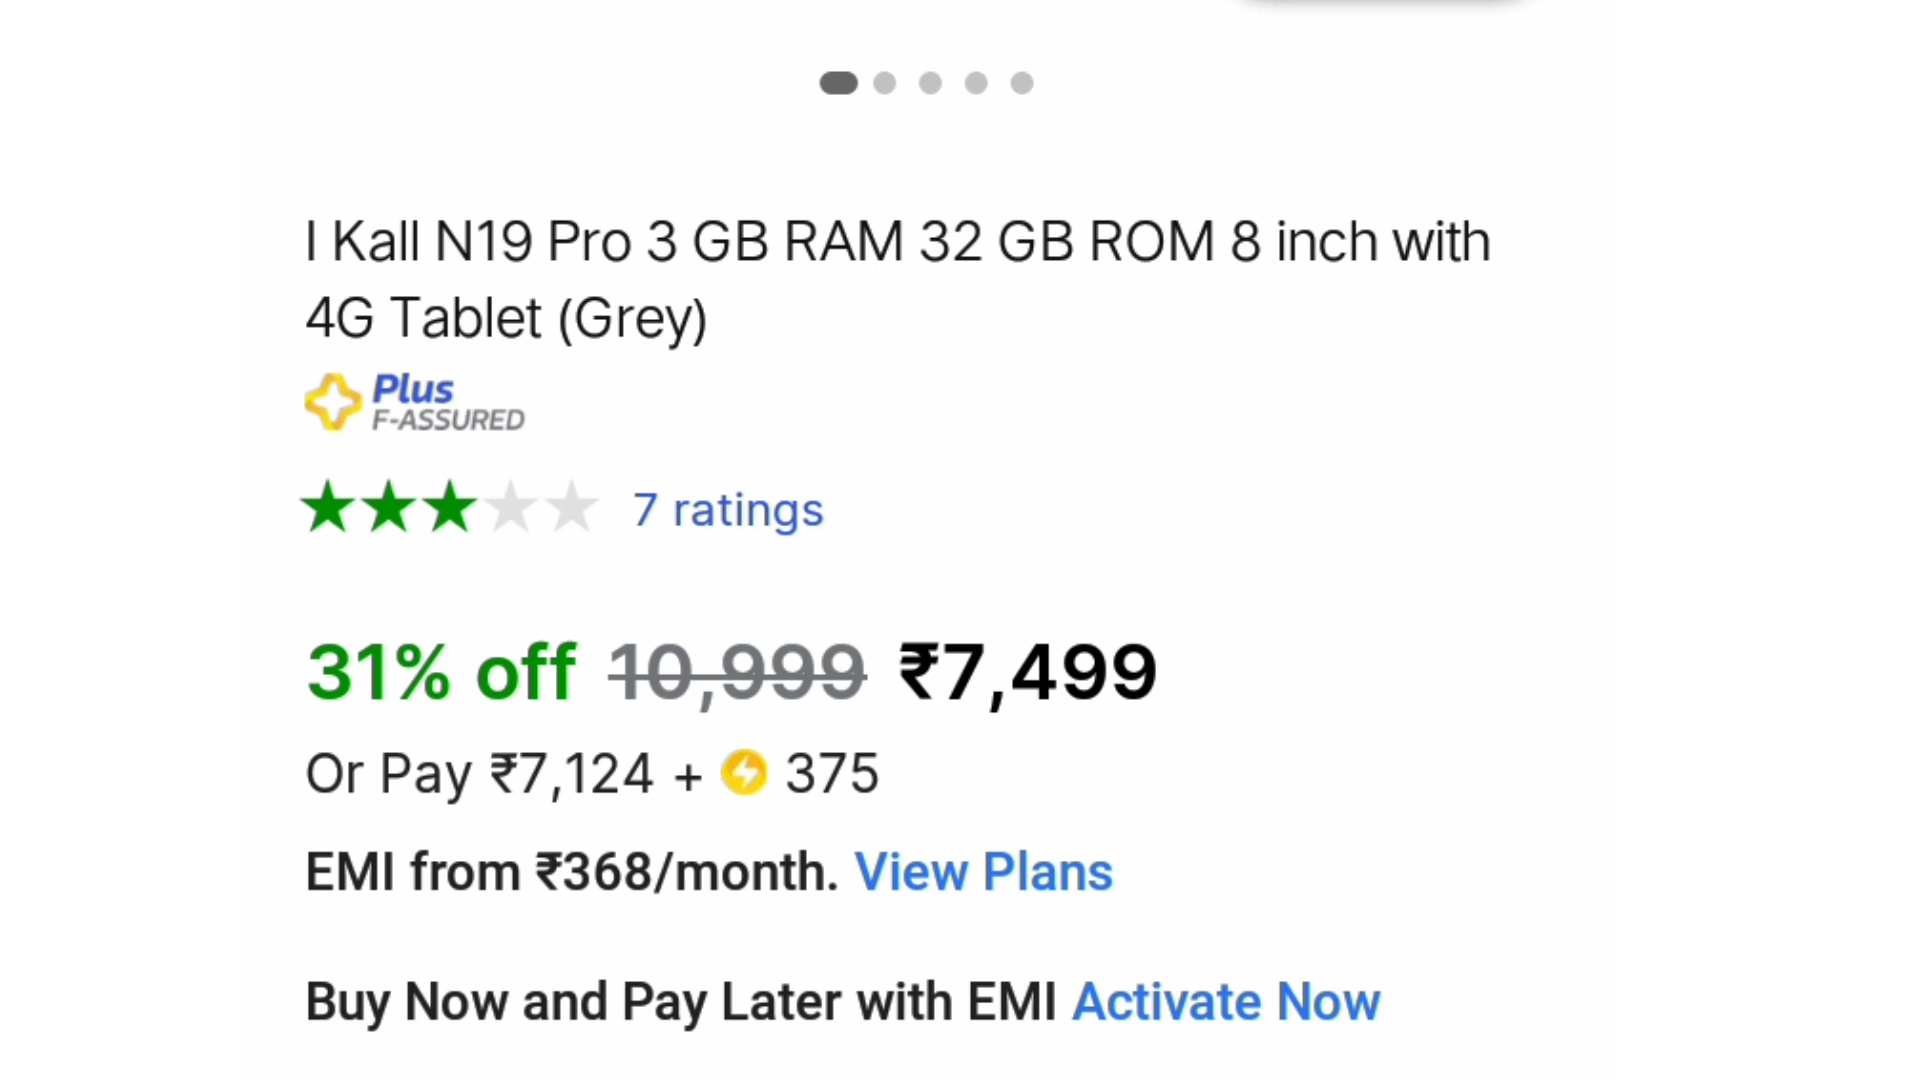 I Kall N19 Pro 3 GB RAM 32 GB ROM 8 inch with
4G Tablet (Grey)
Plus
F-ASSURED
7 ratings
31% off 10,999 ₹7,499
Or Pay ₹7,124 + 375
EMI from ₹368/month. View Plans
Buy Now and Pay Later with EMI Activate Now